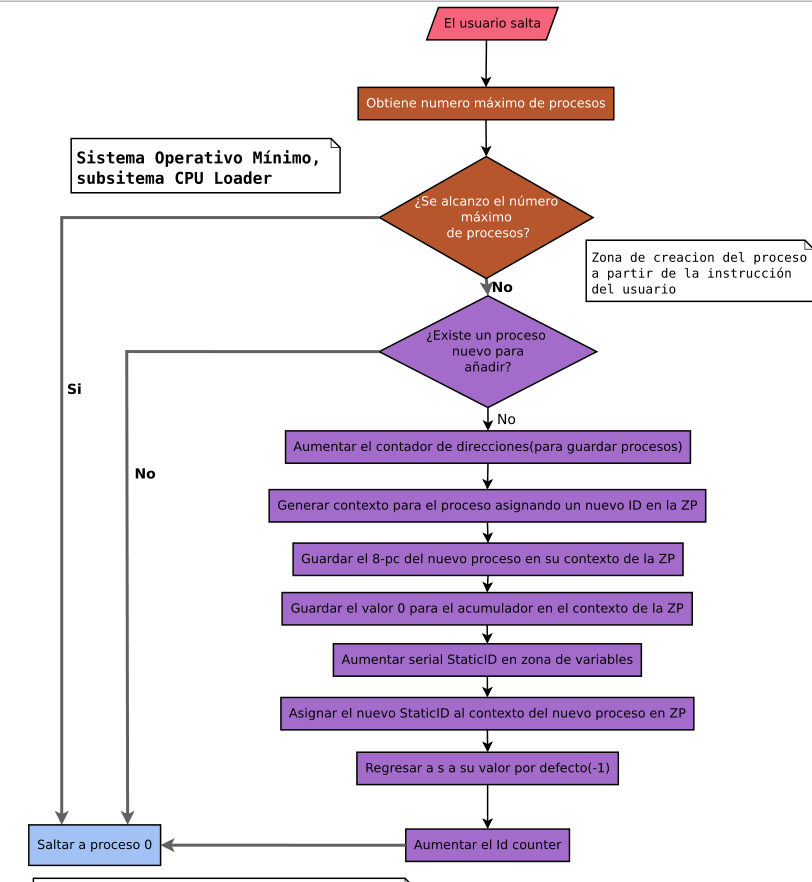 El usuario salta
Obtiene numero máximo de procesos
Sistema Operativo Mínimo,
subsitema CPU Loader
¿Se alcanzo el número
máximo
de procesos?
Zona de creacion del proceso
a partir de la instrucción
del usuario
No
¿Existe un proceso
nuevo para
añadir?
Si
No
No
Aumentar el contador de direcciones(para guardar procesos)
Generar contexto para el proceso asignando un nuevo ID en la ZP
Guardar el 8-pc del nuevo proceso en su contexto de la ZP
Guardar el valor 0 para el acumulador en el contexto de la ZP
Aumentar serial StaticID en zona de variables
Asignar el nuevo StaticID al contexto del nuevo proceso en ZP
Regresar a s a su valor por defecto(-1)
Saltar a proceso 0
Aumentar el Id counter